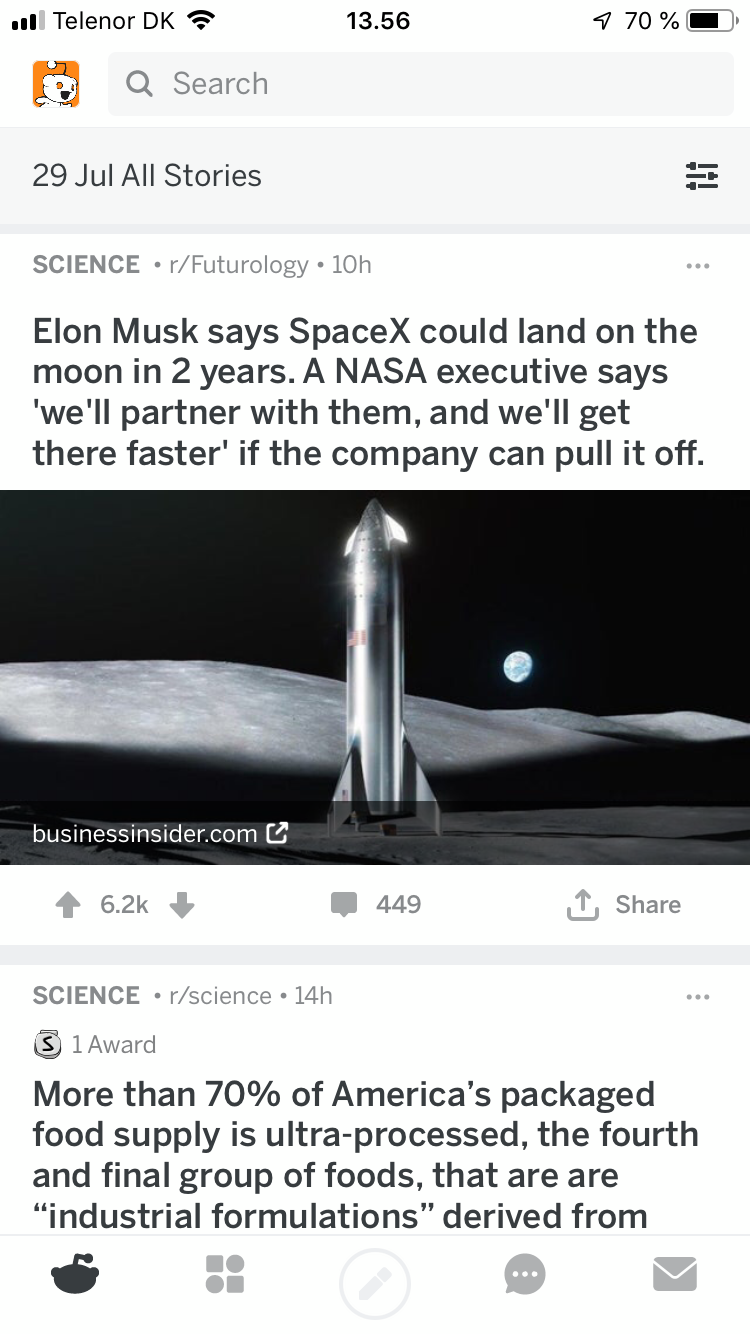 Telenor DK 13.56 70 %
Search
29 Jul All Stories
SCIENCE • r/Futurology • 10h
Elon Musk says SpaceX could land on the
moon in 2 years. A NASA executive says
'we'll partner with them, and we'll get
there faster' if the company can pull it off.
businessinsider.com
6.2k 449 Share
SCIENCE • r/science • 14h
S 1 Award
More than 70% of America’s packaged
food supply is ultra-processed, the fourth
and final group of foods, that are are
“industrial formulations” derived from